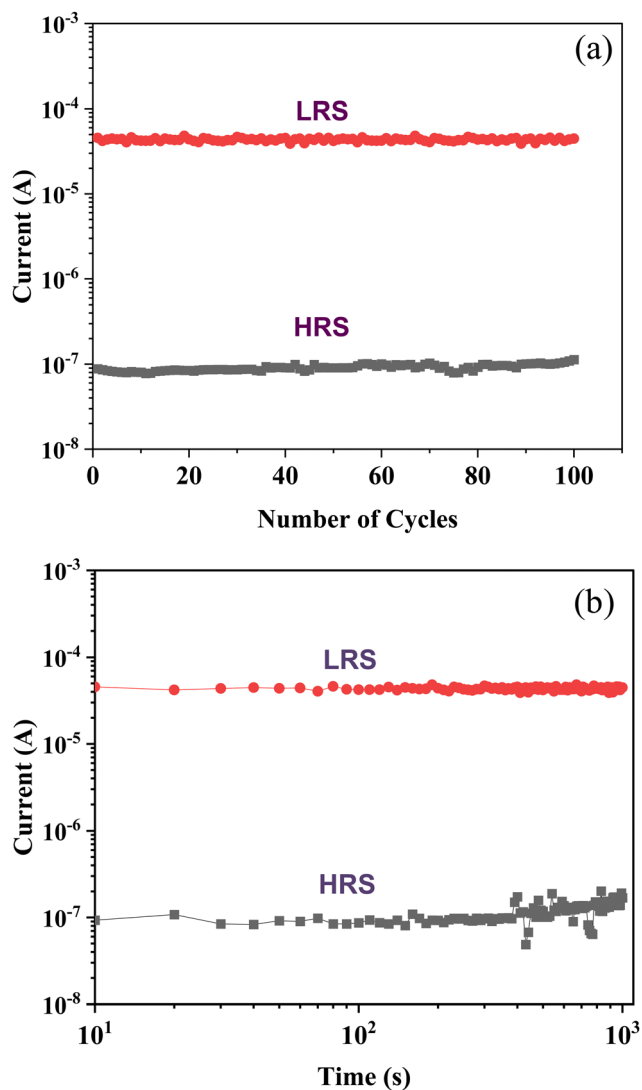 (a)
10⁻³
10⁻⁴
10⁻⁵
10⁻⁶
10⁻⁷
10⁻⁸
Current (A)
LRS
HRS
0 20 40 60 80 100
Number of Cycles
(b)
10⁻³
10⁻⁴
10⁻⁵
10⁻⁶
10⁻⁷
10⁻⁸
Current (A)
LRS
HRS
10¹ 10² 10³
Time (s)